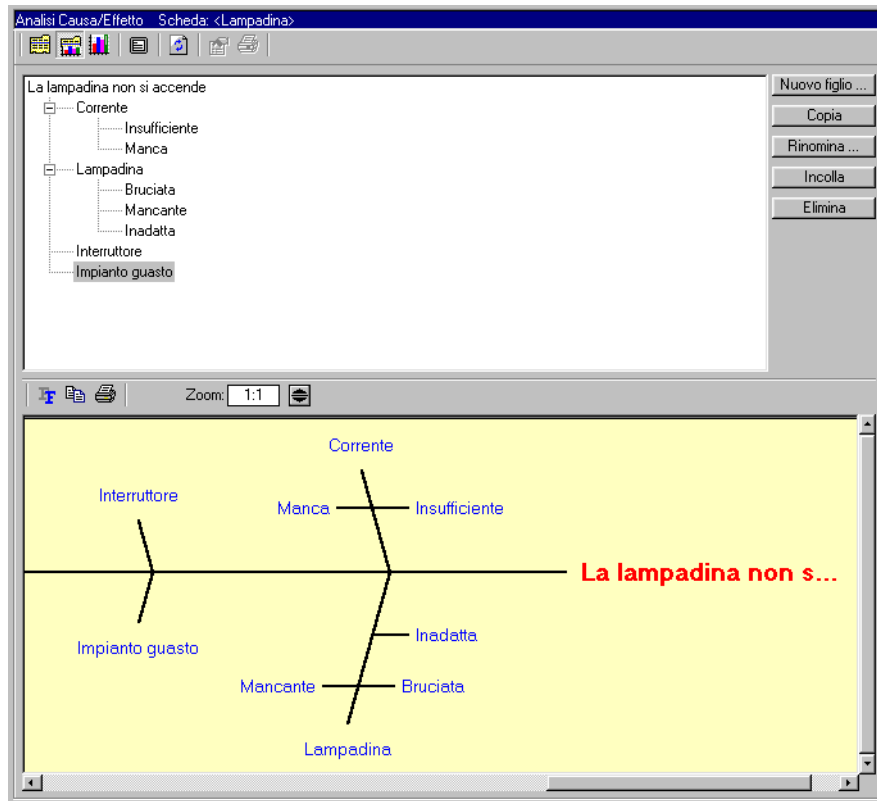 Analisi Causa/Effetto Scheda: <Lampadina>
La lampadina non si accende
Corrente
Insufficiente
Manca
Lampadina
Bruciata
Mancante
Inadatta
Interruttore
Impianto guasto
Nuovo figlio ...
Copia
Rinomina ...
Incolla
Elimina
Zoom: 1:1
Corrente
Interruttore
Manca
Insufficiente
La lampadina non s...
Inadatta
Impianto guasto
Mancante
Bruciata
Lampadina